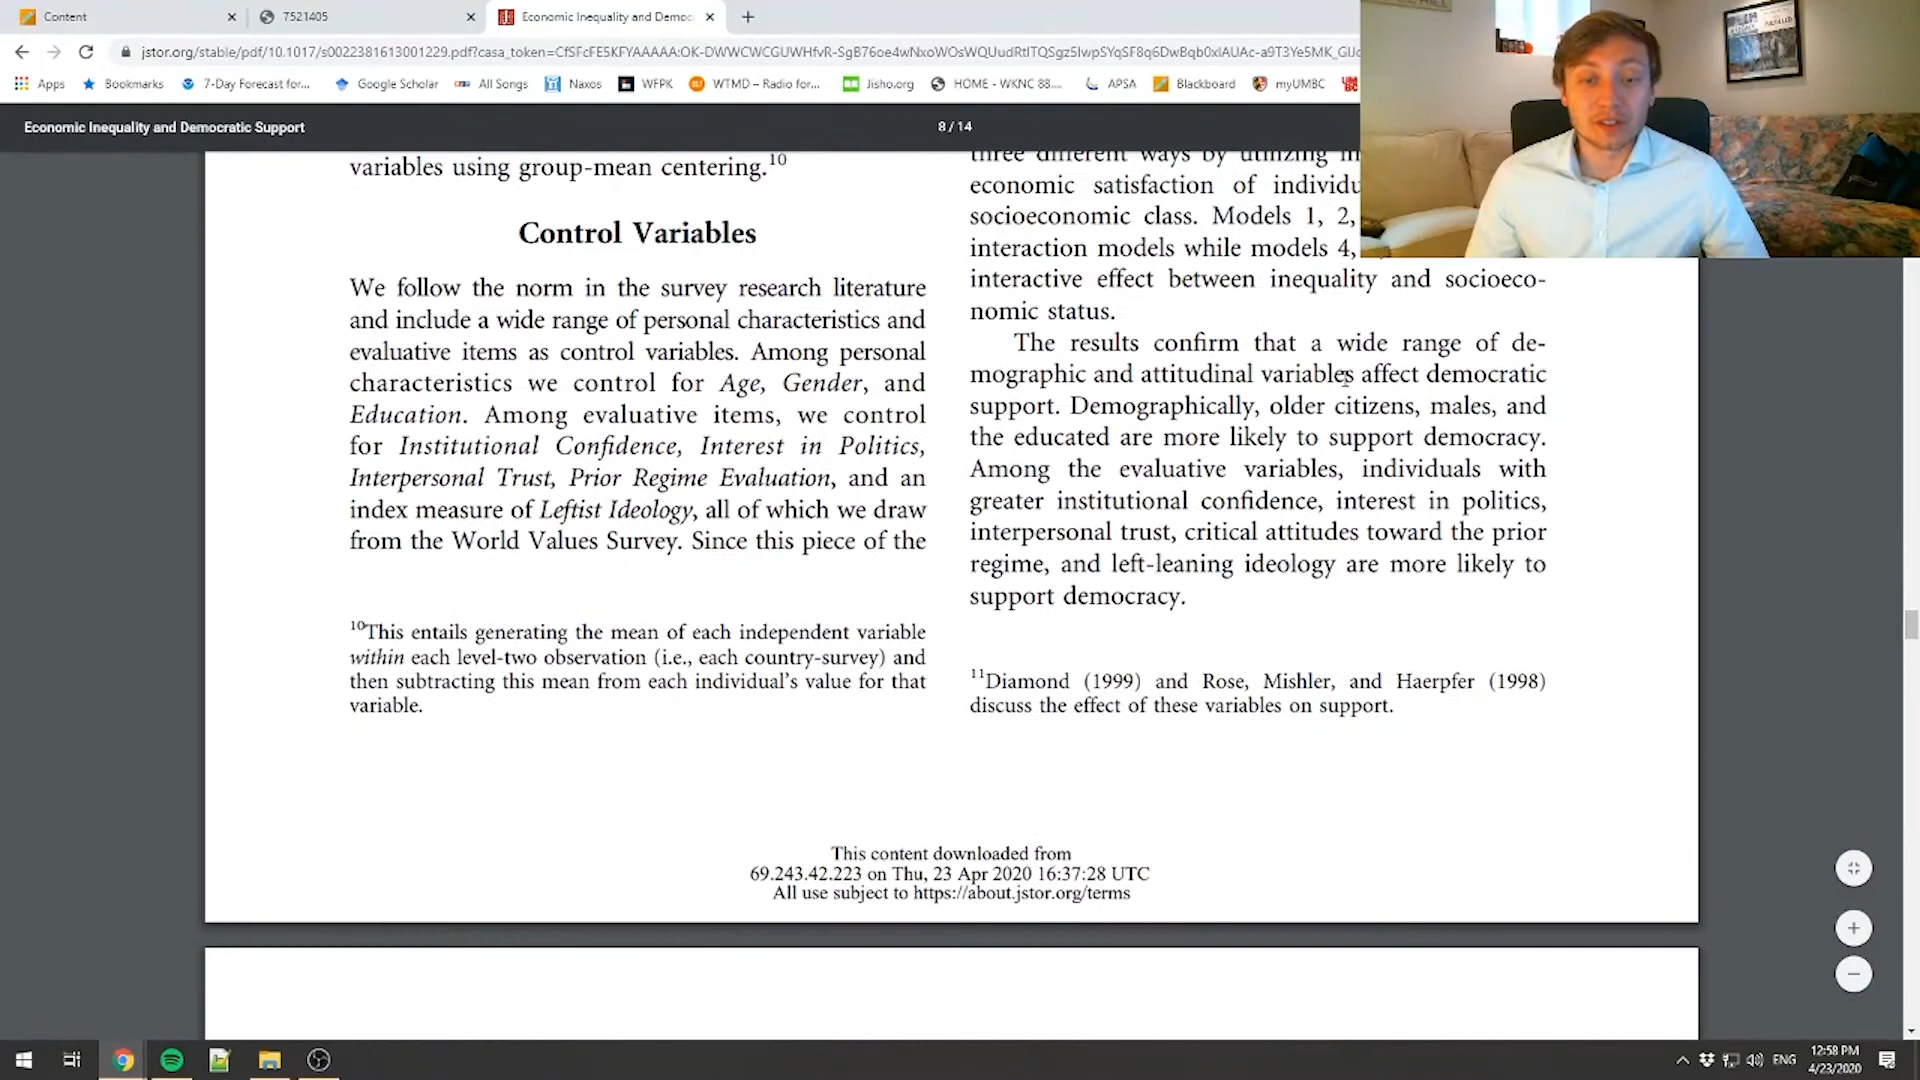 Content
7521405
Economic Inequality and Democ
jstor.org/stable/pdf/10.1017/s0022381613001229.pdf?casa_token=
Apps
Bookmarks
7-Day Forecast for...
Google Scholar
All Songs
Naxos
WFPK
WTMD – Radio for...
Jisho.org
HOME - WKNC 88....
APSA
Blackboard
myUMBC
Economic Inequality and Democratic Support
8 / 14
variables using group-mean centering.10
Control Variables
We follow the norm in the survey research literature
and include a wide range of personal characteristics and
evaluative items as control variables. Among personal
characteristics we control for Age, Gender, and
Education. Among evaluative items, we control
for Institutional Confidence, Interest in Politics,
Interpersonal Trust, Prior Regime Evaluation, and an
index measure of Leftist Ideology, all of which we draw
from the World Values Survey. Since this piece of the
10This entails generating the mean of each independent variable
within each level-two observation (i.e., each country-survey) and
then subtracting this mean from each individual's value for that
variable.
three different ways by utilizing
economic satisfaction of individu
socioeconomic class. Models 1, 2,
interaction models while models 4,
interactive effect between inequality and socioeco-
nomic status.
The results confirm that a wide range of de-
mographic and attitudinal variables affect democratic
support. Demographically, older citizens, males, and
the educated are more likely to support democracy.
Among the evaluative variables, individuals with
greater institutional confidence, interest in politics,
interpersonal trust, critical attitudes toward the prior
regime, and left-leaning ideology are more likely to
support democracy.
11Diamond (1999) and Rose, Mishler, and Haerpfer (1998)
discuss the effect of these variables on support.
This content downloaded from
69.243.42.223 on Thu, 23 Apr 2020 16:37:28 UTC
All use subject to https://about.jstor.org/terms
ENG
12:58 PM
4/23/2020